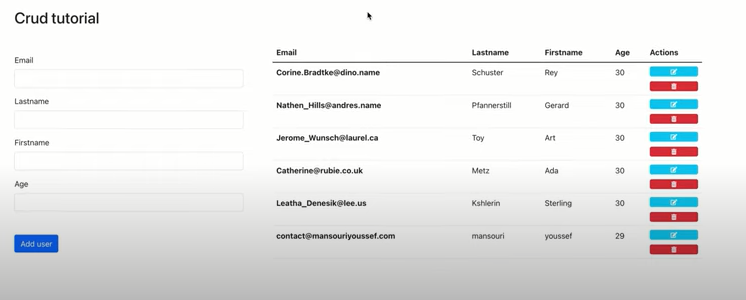 Crud tutorial
Email
Lastname
Firstname
Age
Add user
Email Lastname Firstname Age Actions
Corine.Bradtke@dino.name Schuster Rey 30
Nathen_Hills@andres.name Pfannerstill Gerard 30
Jerome_Wunsch@laurel.ca Toy Art 30
Catherine@rubie.co.uk Metz Ada 30
Leatha_Denesik@lee.us Kshlerin Sterling 30
contact@mansouriyoussef.com mansouri youssef 29